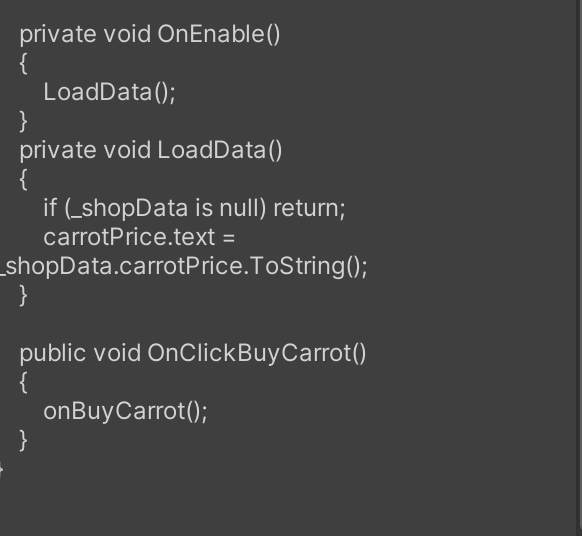 private void OnEnable()
{
LoadData();
}
private void LoadData()
{
if (_shopData is null) return;
carrotPrice.text =
_shopData.carrotPrice.ToString();
}
public void OnClickBuyCarrot()
{
onBuyCarrot();
}
}